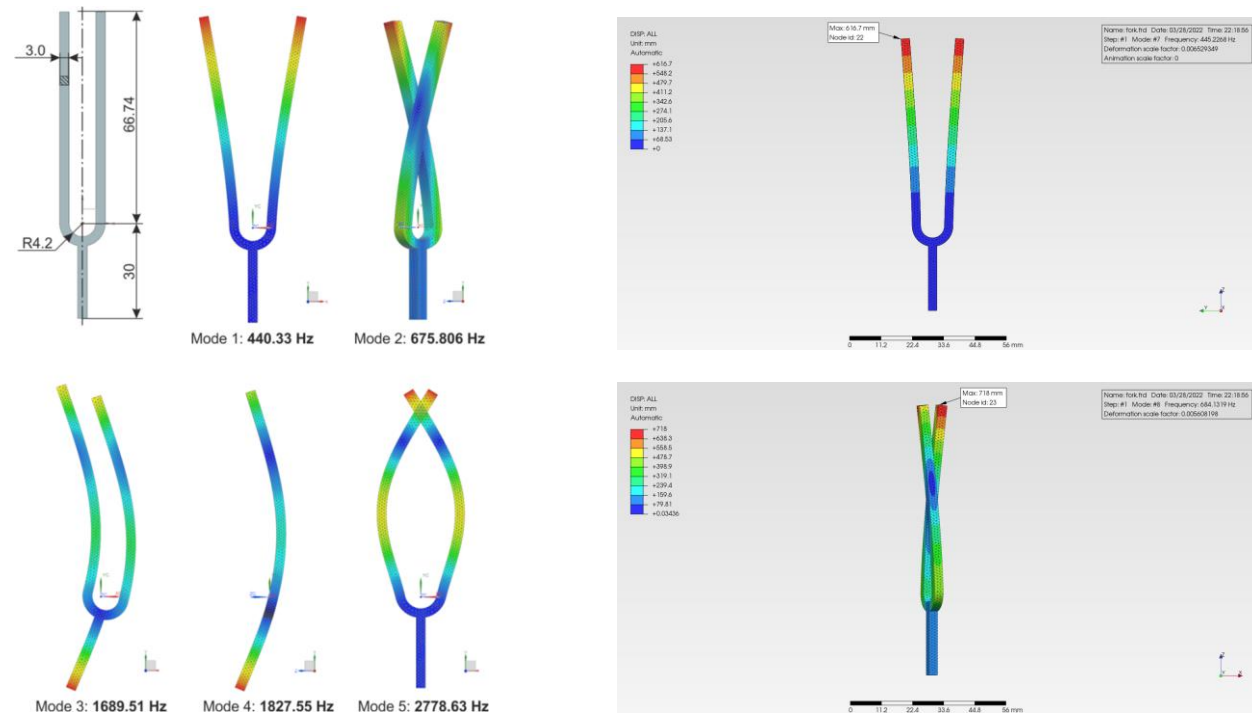 3.0
66.74
R4.2
30
Mode 1: 440.33 Hz
Mode 2: 675.806 Hz
Mode 3: 1689.51 Hz
Mode 4: 1827.55 Hz
Mode 5: 2778.63 Hz
DISP: ALL
Unit: mm
Automatic
+616.7
+548.2
+479.7
+411.2
+342.6
+274.1
+205.6
+137.1
+68.53
+0
Max: 616.7 mm
Node id: 22
Name: fork.frd Date: 03/28/2022 Time: 22:18:56
Step: #1 Mode: #7 Frequency: 445.2268 Hz
Deformation scale factor: 0.006529349
Animation scale factor: 0
0 11.2 22.4 33.6 44.8 56 mm
DISP: ALL
Unit: mm
Automatic
+718
+638.3
+558.5
+478.7
+398.9
+319.1
+239.4
+159.6
+79.81
+0.03436
Max: 718 mm
Node id: 23
Name: fork.frd Date: 03/28/2022 Time: 22:18:56
Step: #1 Mode: #8 Frequency: 684.1319 Hz
Deformation scale factor: 0.005608198
0 11.2 22.4 33.6 44.8 56 mm